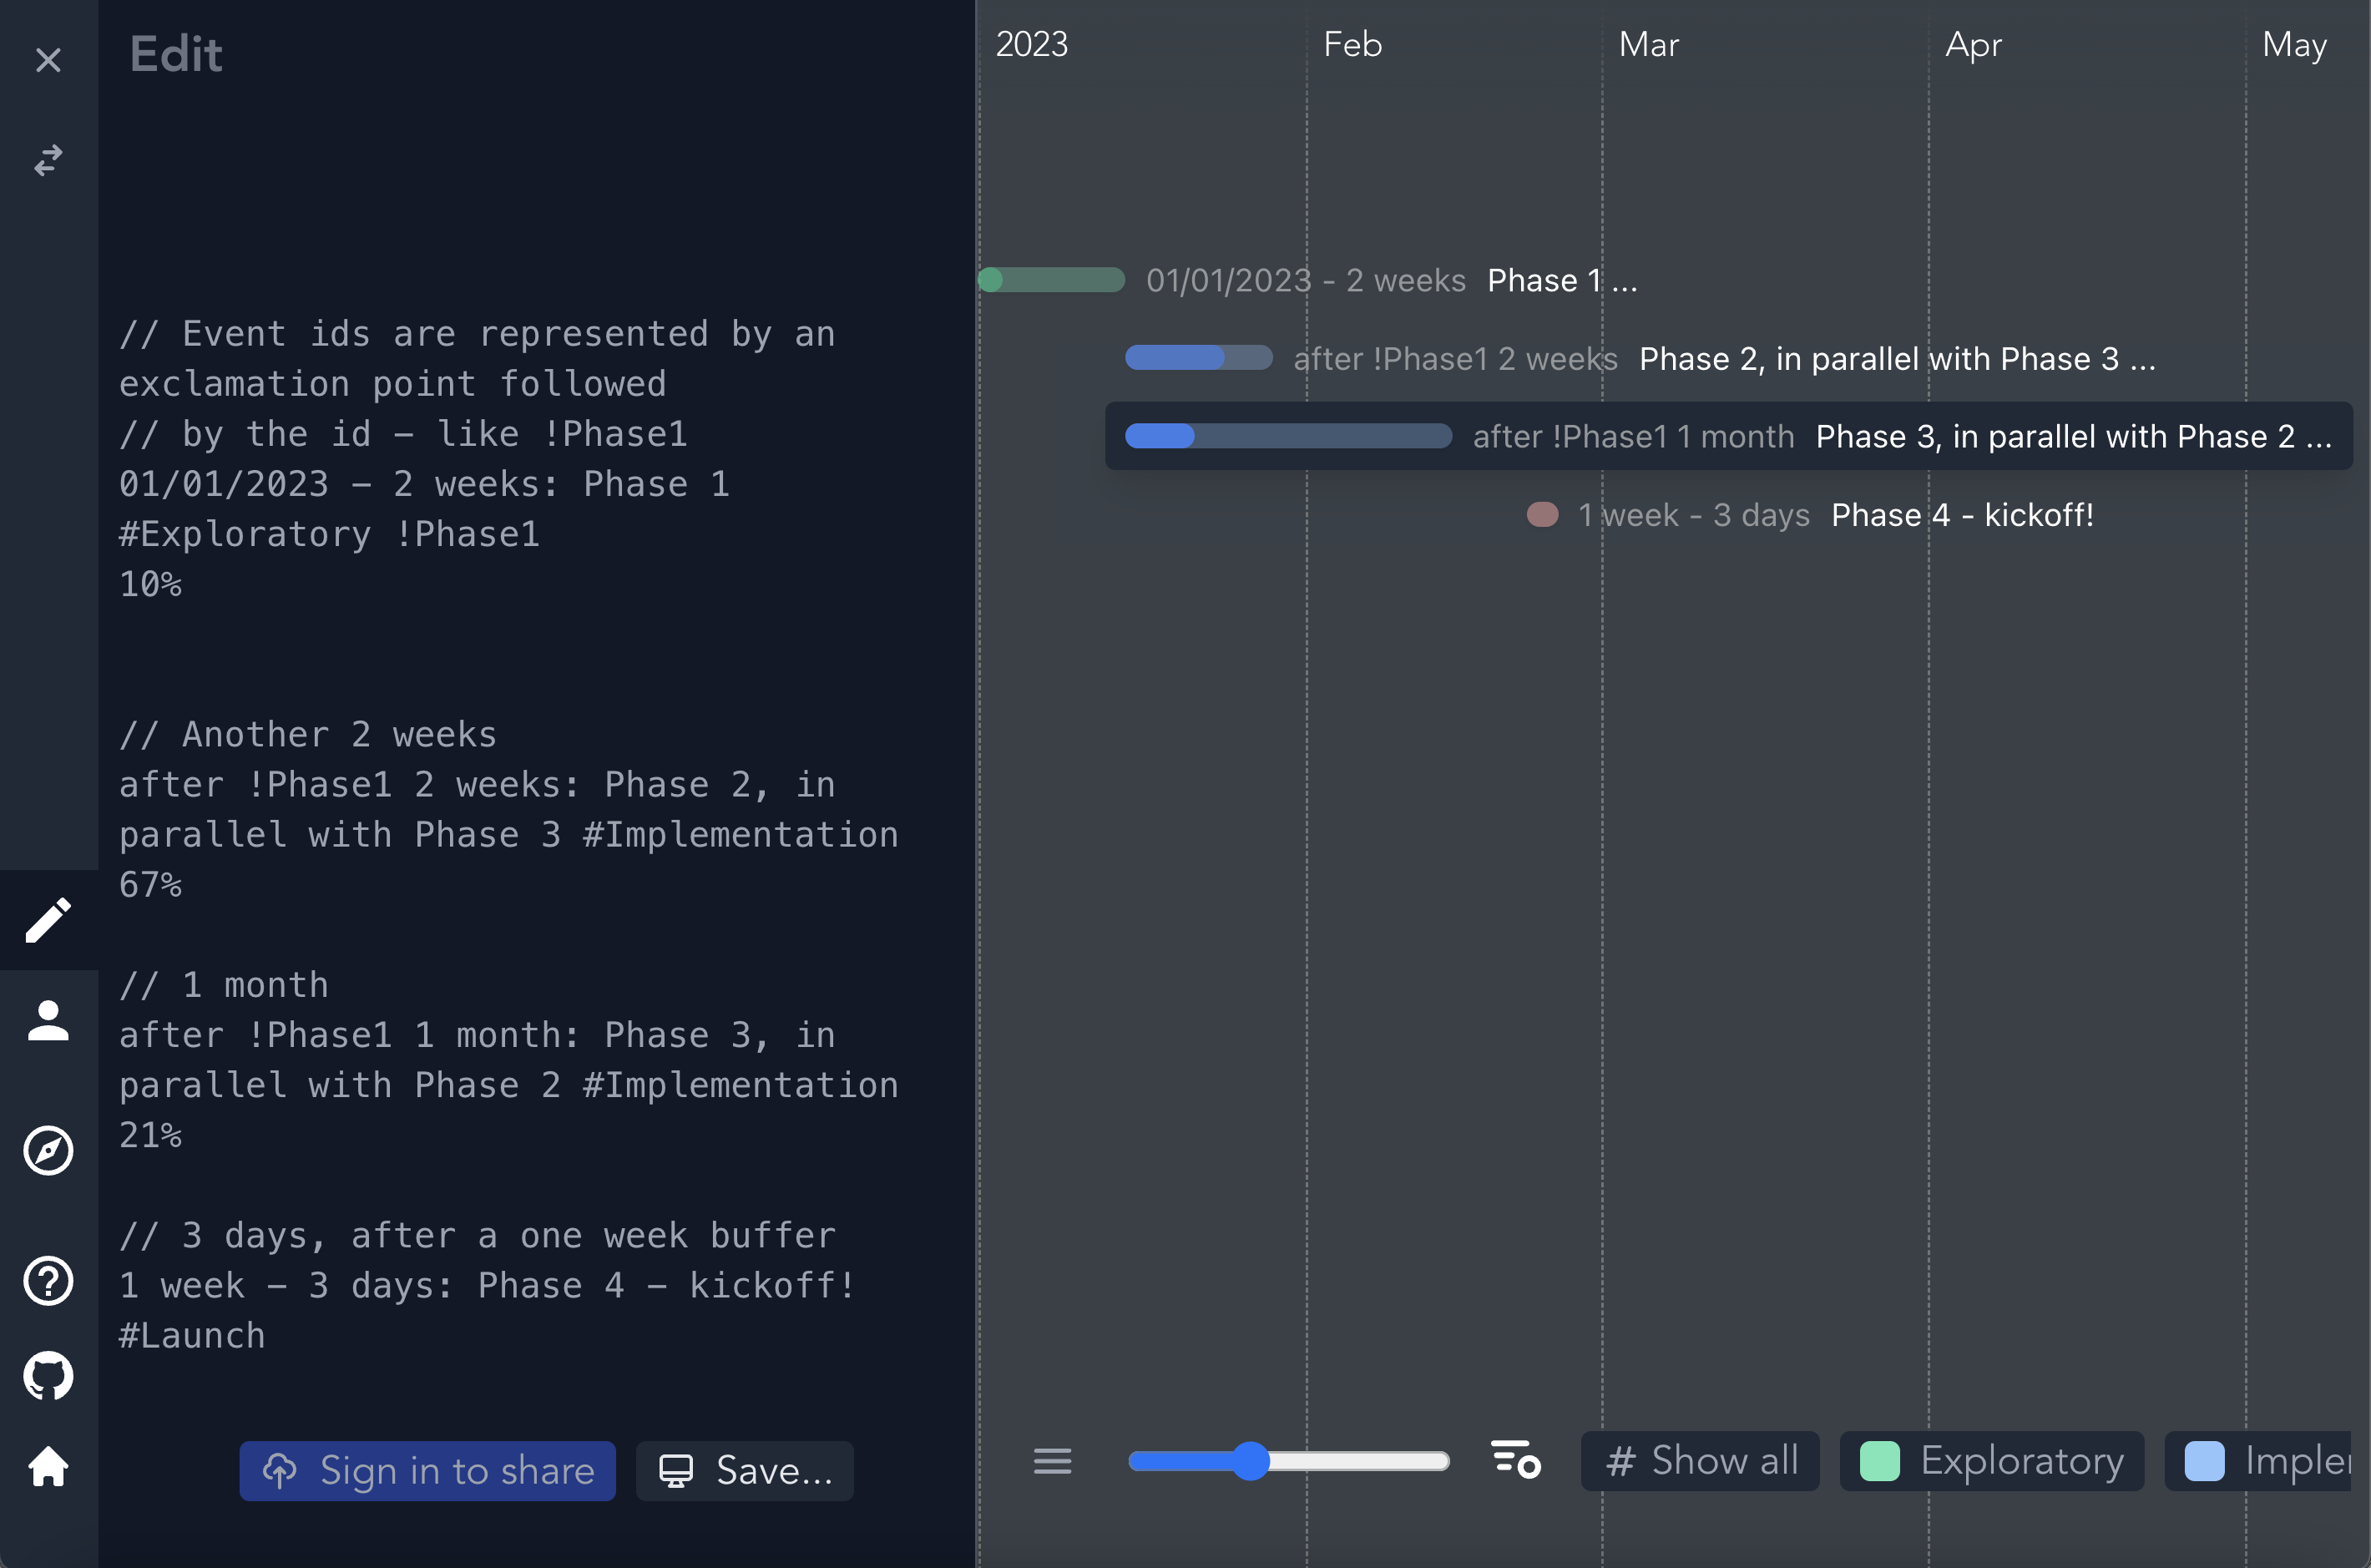 Edit
// Event ids are represented by an
exclamation point followed
// by the id – like !Phase1
01/01/2023 – 2 weeks: Phase 1
#Exploratory !Phase1
10%
// Another 2 weeks
after !Phase1 2 weeks: Phase 2, in
parallel with Phase 3 #Implementation
67%
// 1 month
after !Phase1 1 month: Phase 3, in
parallel with Phase 2 #Implementation
21%
// 3 days, after a one week buffer
1 week – 3 days: Phase 4 – kickoff!
#Launch
Sign in to share
Save...
2023 Feb Mar Apr May
01/01/2023 - 2 weeks Phase 1 ...
after !Phase1 2 weeks Phase 2, in parallel with Phase 3 ...
after !Phase1 1 month Phase 3, in parallel with Phase 2 ...
1 week - 3 days Phase 4 - kickoff!
# Show all Exploratory Impler